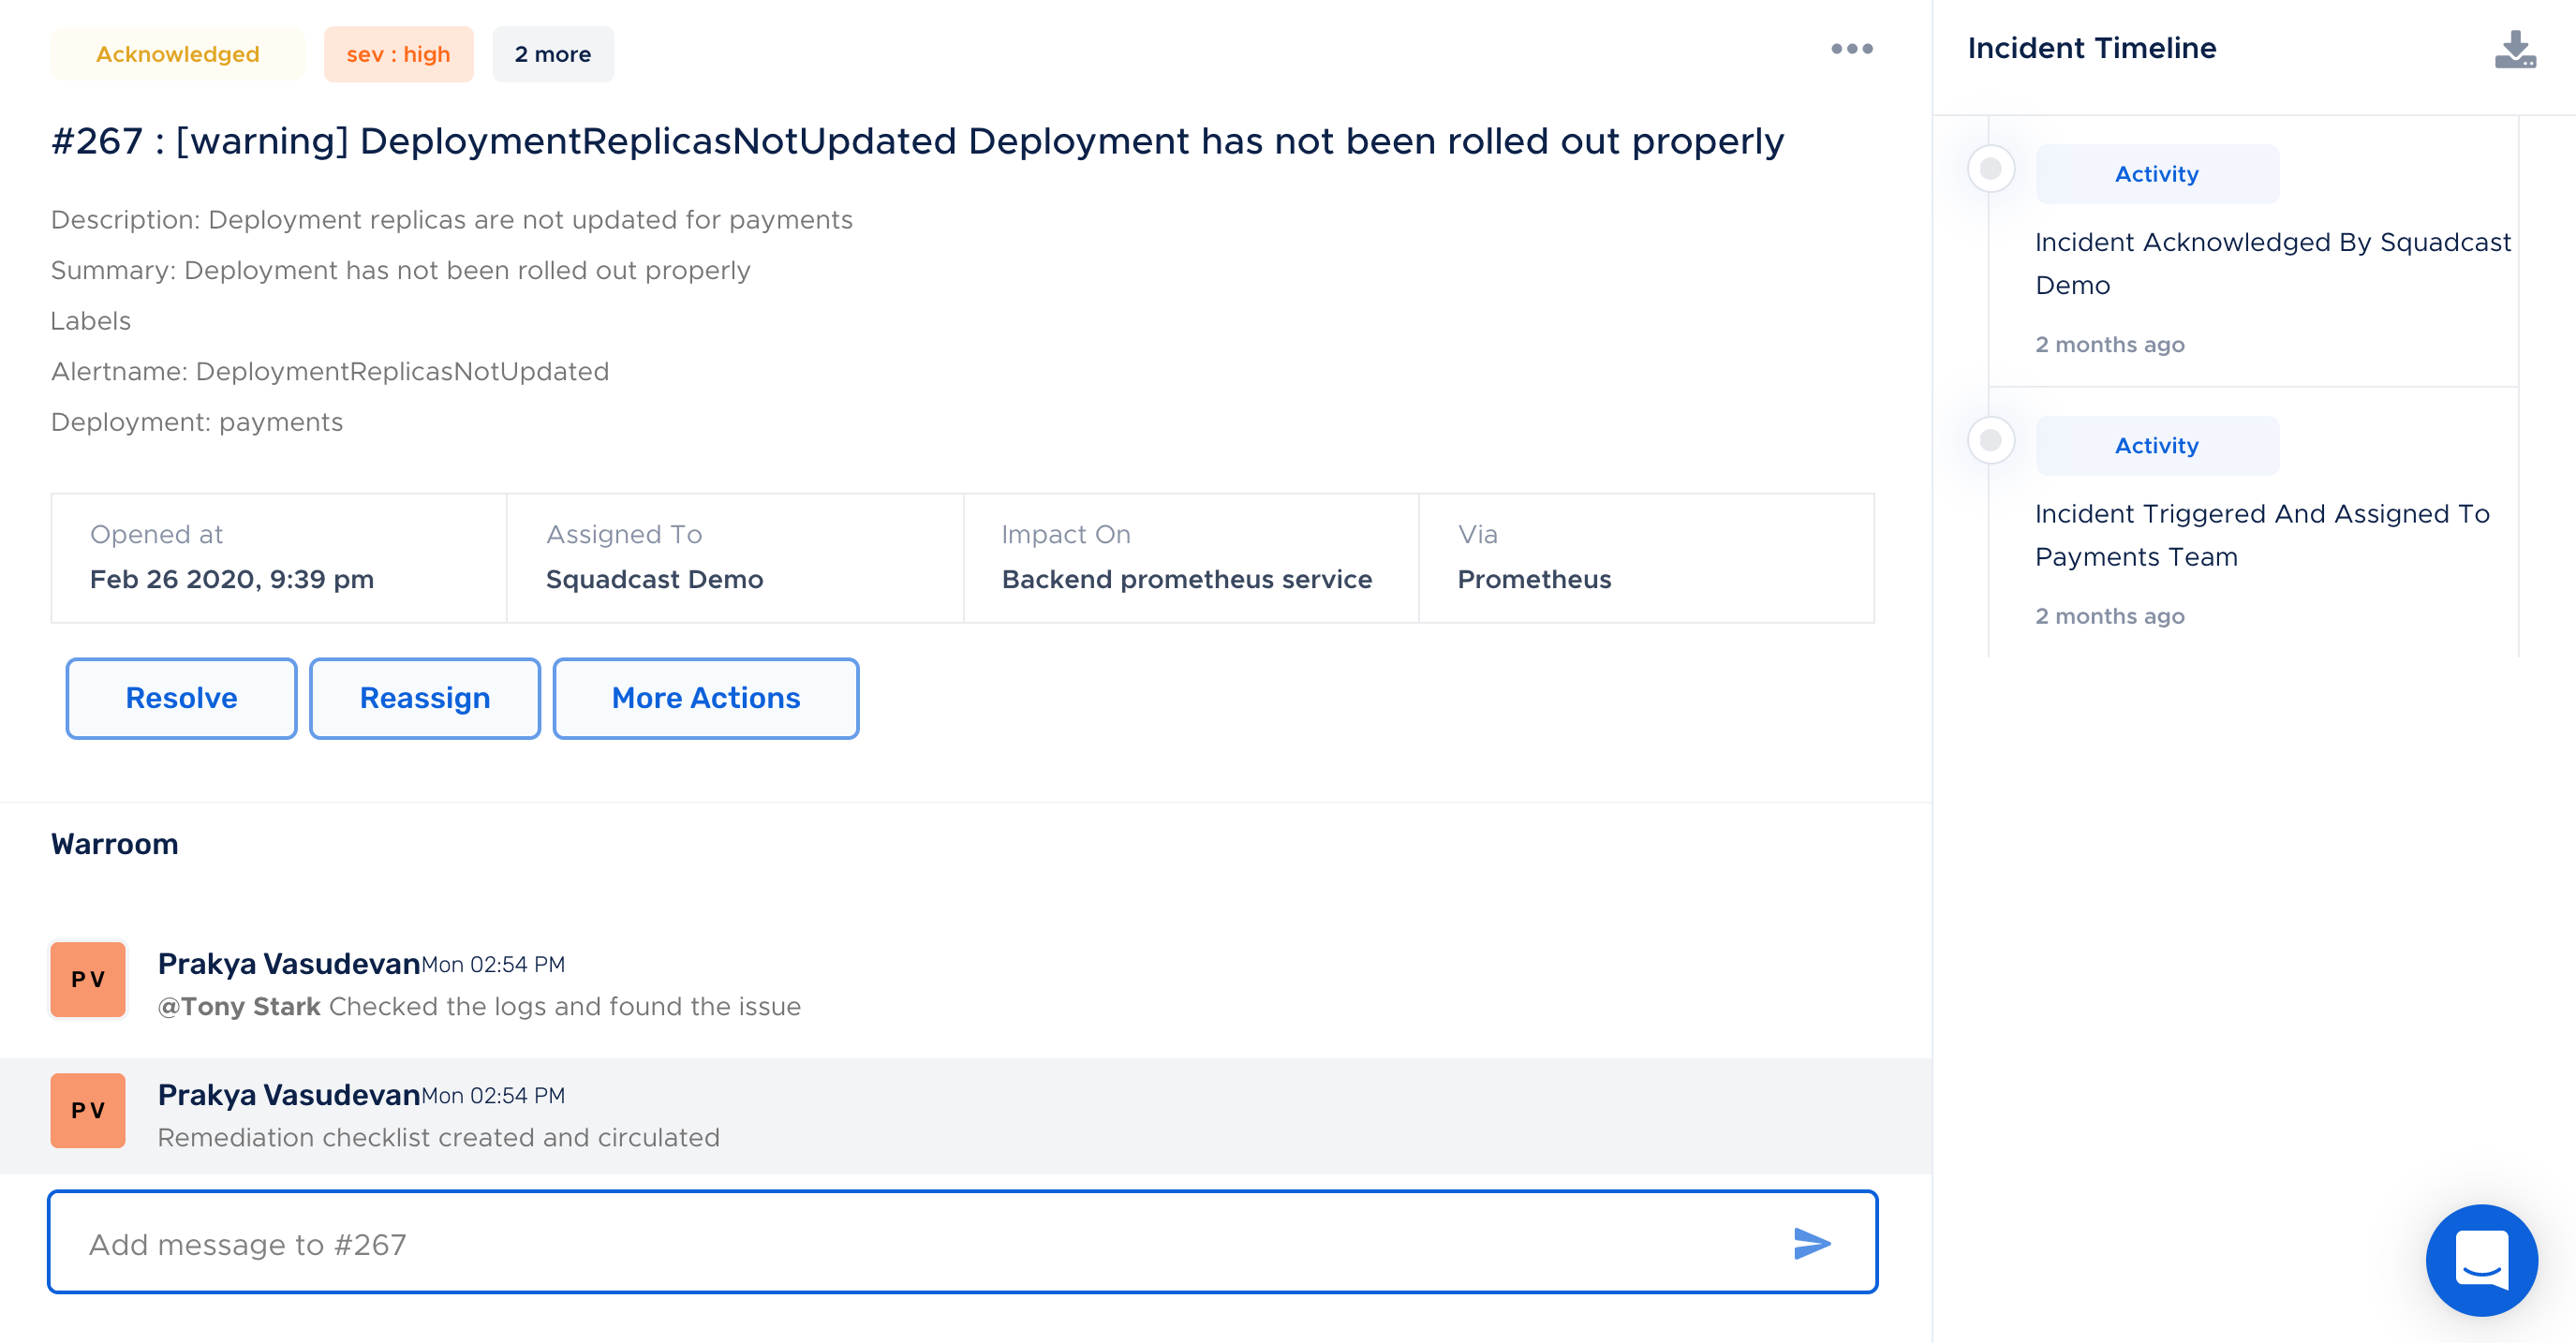 Acknowledged
sev : high
2 more
#267 : [warning] DeploymentReplicasNotUpdated Deployment has not been rolled out properly
Description: Deployment replicas are not updated for payments
Summary: Deployment has not been rolled out properly
Labels
Alertname: DeploymentReplicasNotUpdated
Deployment: payments
Opened at
Feb 26 2020, 9:39 pm
Assigned To
Squadcast Demo
Impact On
Backend prometheus service
Via
Prometheus
Resolve
Reassign
More Actions
Warroom
P V
Prakya Vasudevan Mon 02:54 PM
@Tony Stark Checked the logs and found the issue
P V
Prakya Vasudevan Mon 02:54 PM
Remediation checklist created and circulated
Add message to #267
Incident Timeline
Activity
Incident Acknowledged By Squadcast
Demo
2 months ago
Activity
Incident Triggered And Assigned To
Payments Team
2 months ago